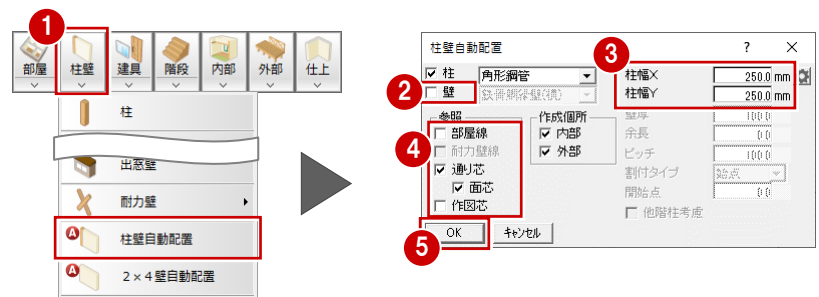 1
部屋 柱壁 建具 階段 内部 外部 仕上
柱
出窓壁
耐力壁
A 柱壁自動配置
A 2×4壁自動配置
柱壁自動配置 ? ×
2
3
柱 角形鋼管
壁
柱幅X 250.0 mm
柱幅Y 250.0 mm
4
参照
部屋線
耐力壁線
通り芯
面芯
作図芯
作成個所
内部
外部
壁厚 100.0
余長 0.0
ピッチ 100.0
割付タイプ 始点
開始点 0.0
他階柱考慮
5
OK キャンセル